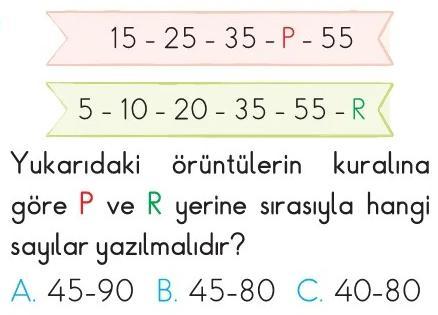 15 - 25 - 35 - P - 55
5 - 10 - 20 - 35 - 55 - R
Yukarıdaki örüntülerin kuralına
göre P ve R yerine sırasıyla hangi
sayılar yazılmalıdır?
A. 45-90 B. 45-80 C. 40-80